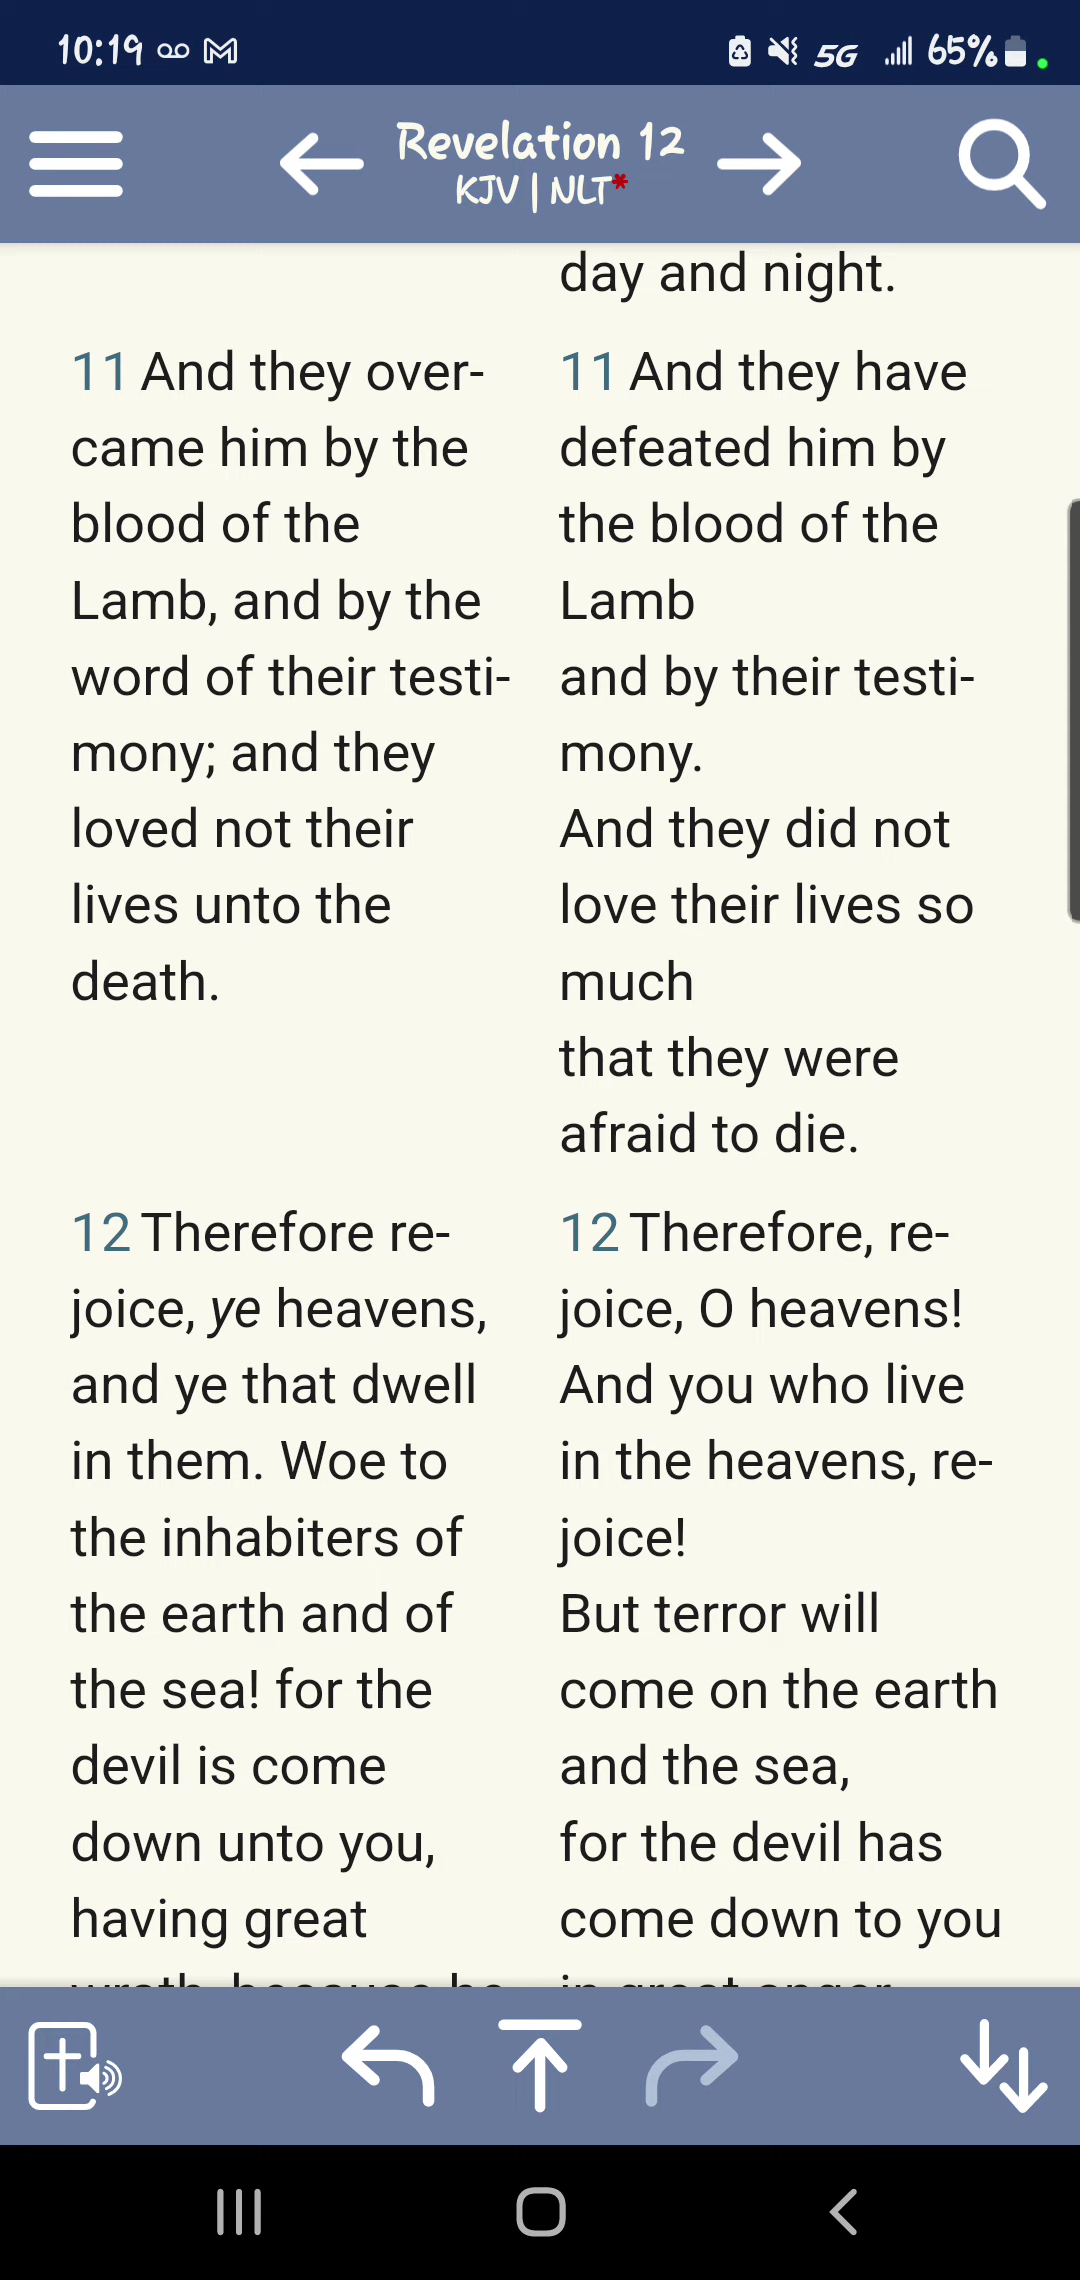 10:19
5G 65%
Revelation 12
KJV | NLT*
day and night.
11 And they over-
came him by the
blood of the
Lamb, and by the
word of their testi-
mony; and they
loved not their
lives unto the
death.
11 And they have
defeated him by
the blood of the
Lamb
and by their testi-
mony.
And they did not
love their lives so
much
that they were
afraid to die.
12 Therefore re-
joice, ye heavens,
and ye that dwell
in them. Woe to
the inhabiters of
the earth and of
the sea! for the
devil is come
down unto you,
having great
wrath, because he
12 Therefore, re-
joice, O heavens!
And you who live
in the heavens, re-
joice!
But terror will
come on the earth
and the sea,
for the devil has
come down to you
in great anger